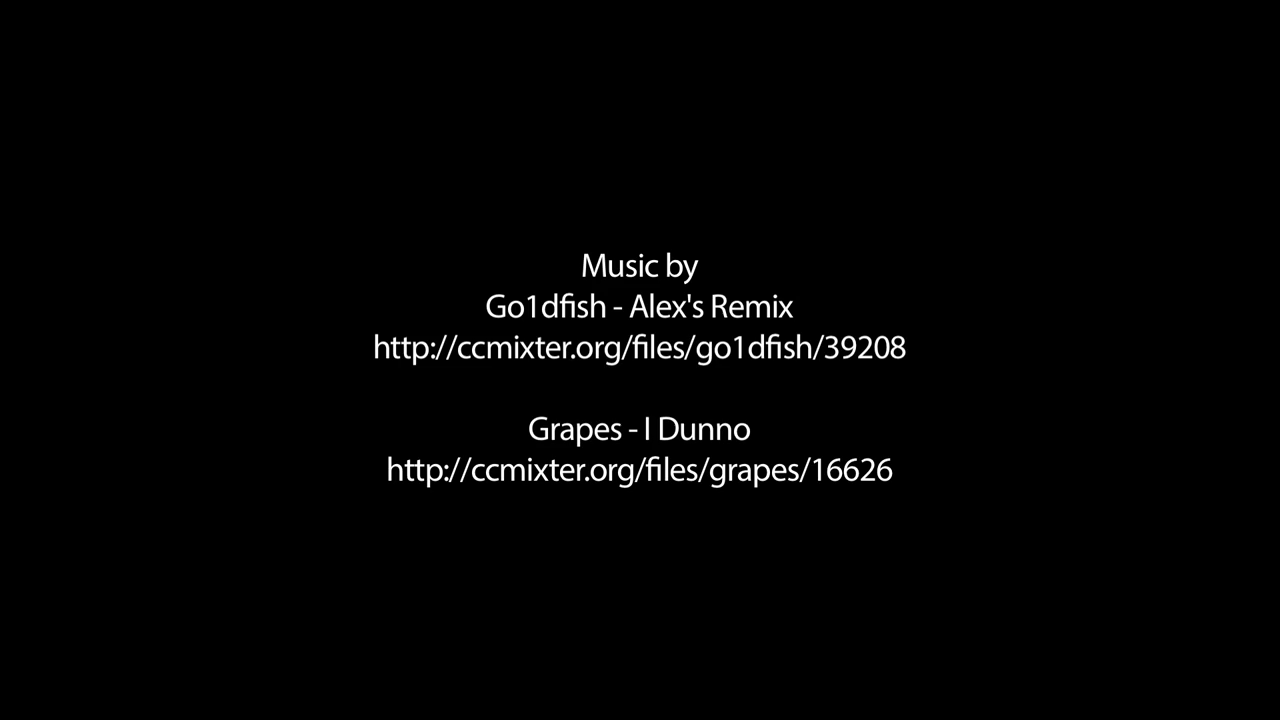 Music by
Go1dfish - Alex's Remix
http://ccmixter.org/files/go1dfish/39208
Grapes - I Dunno
http://ccmixter.org/files/grapes/16626